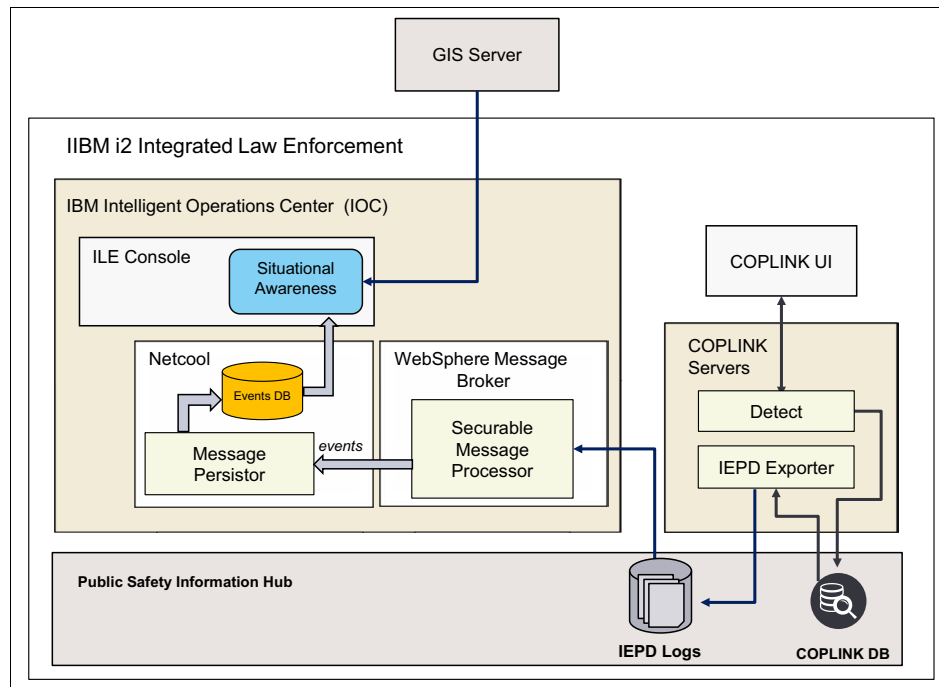 GIS Server
IIBM i2 Integrated Law Enforcement
IBM Intelligent Operations Center (IOC)
ILE Console
Situational
Awareness
COPLINK UI
Netcool
Events DB
WebSphere Message
Broker
COPLINK
Servers
Detect
Message
Persistor
events
Securable
Message
Processor
IEPD Exporter
Public Safety Information Hub
IEPD Logs
COPLINK DB